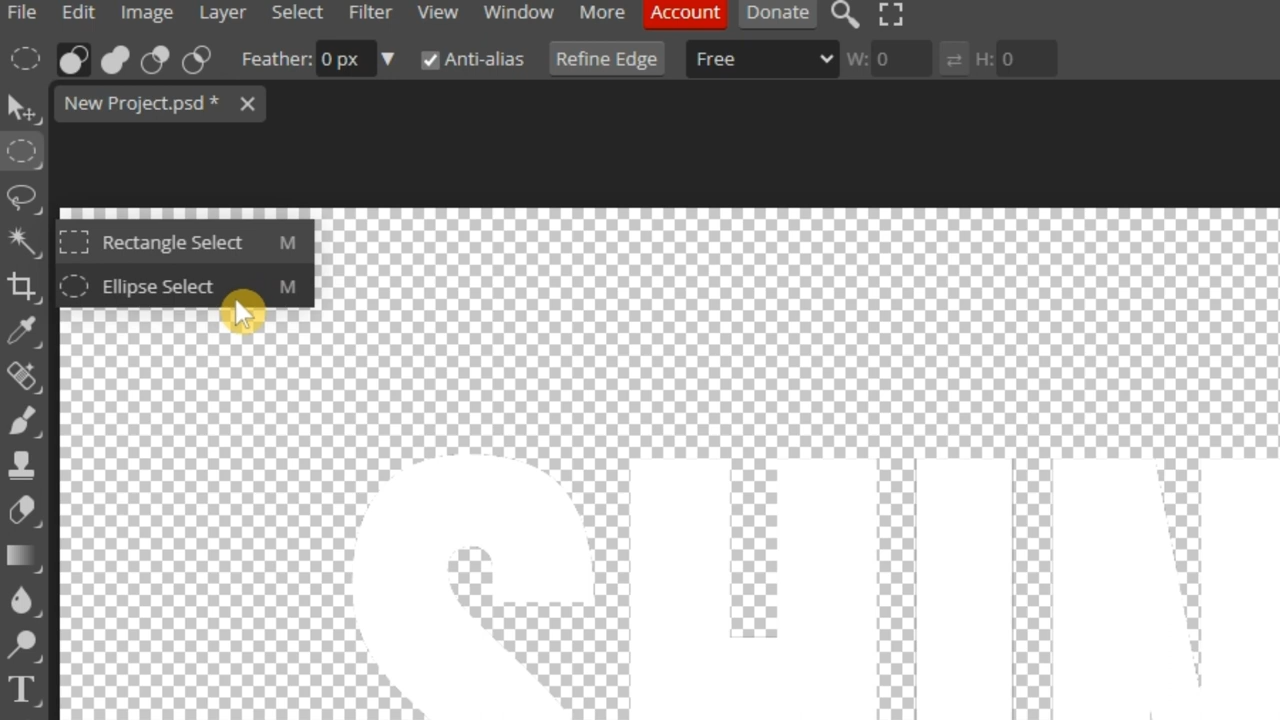 File Edit Image Layer Select Filter View Window More Account Donate
Feather: 0 px Anti-alias Refine Edge Free W: 0 H: 0
New Project.psd *
Rectangle Select M
Ellipse Select M
T